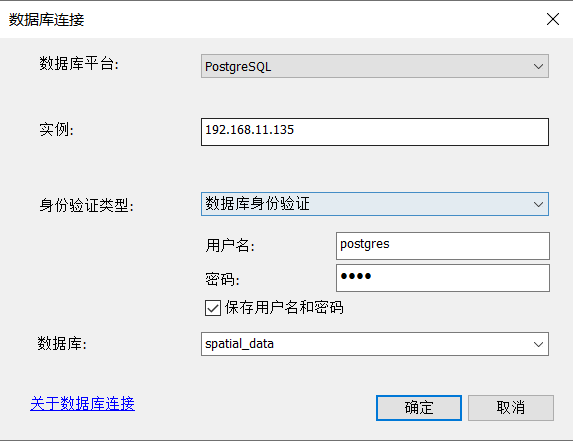 数据库连接
数据库平台: PostgreSQL
实例: 192.168.11.135
身份验证类型: 数据库身份验证
用户名: postgres
密码: ●●●●
保存用户名和密码
数据库: spatial_data
关于数据库连接 确定 取消